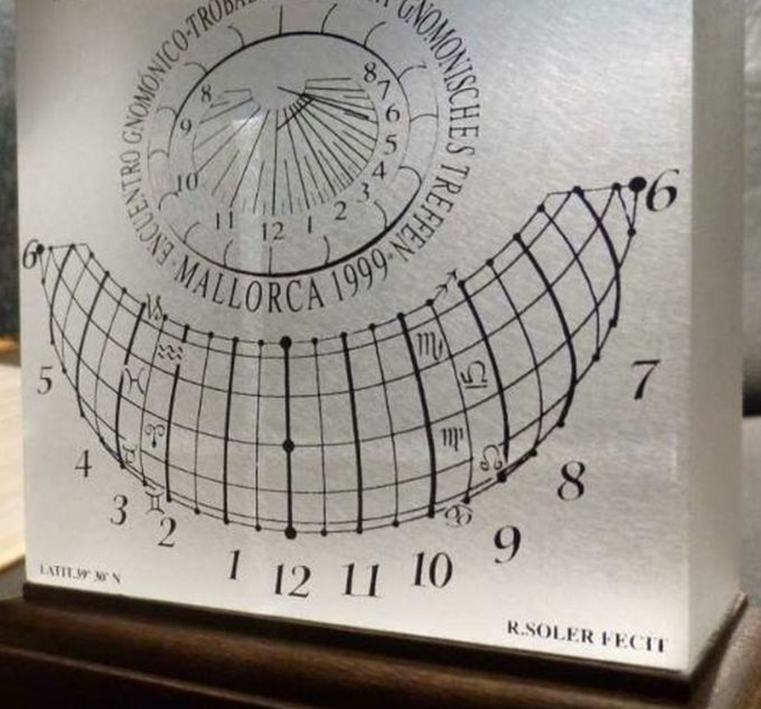 ENCUENTRO GNOMÓNICO-TROBA
GNOMONISCHES TREFFEN-
MALLORCA 1999
8 9 10 11 12 1 2 3 4 5 6 7 8
6 5 4 3 2 1 12 11 10 9 8 7 6
♑ ♒ ♓ ♈ ♉ ♊
♐ ♏ ♎ ♍ ♌ ♋
LATIT.39° 30' N
R.SOLER FECIT